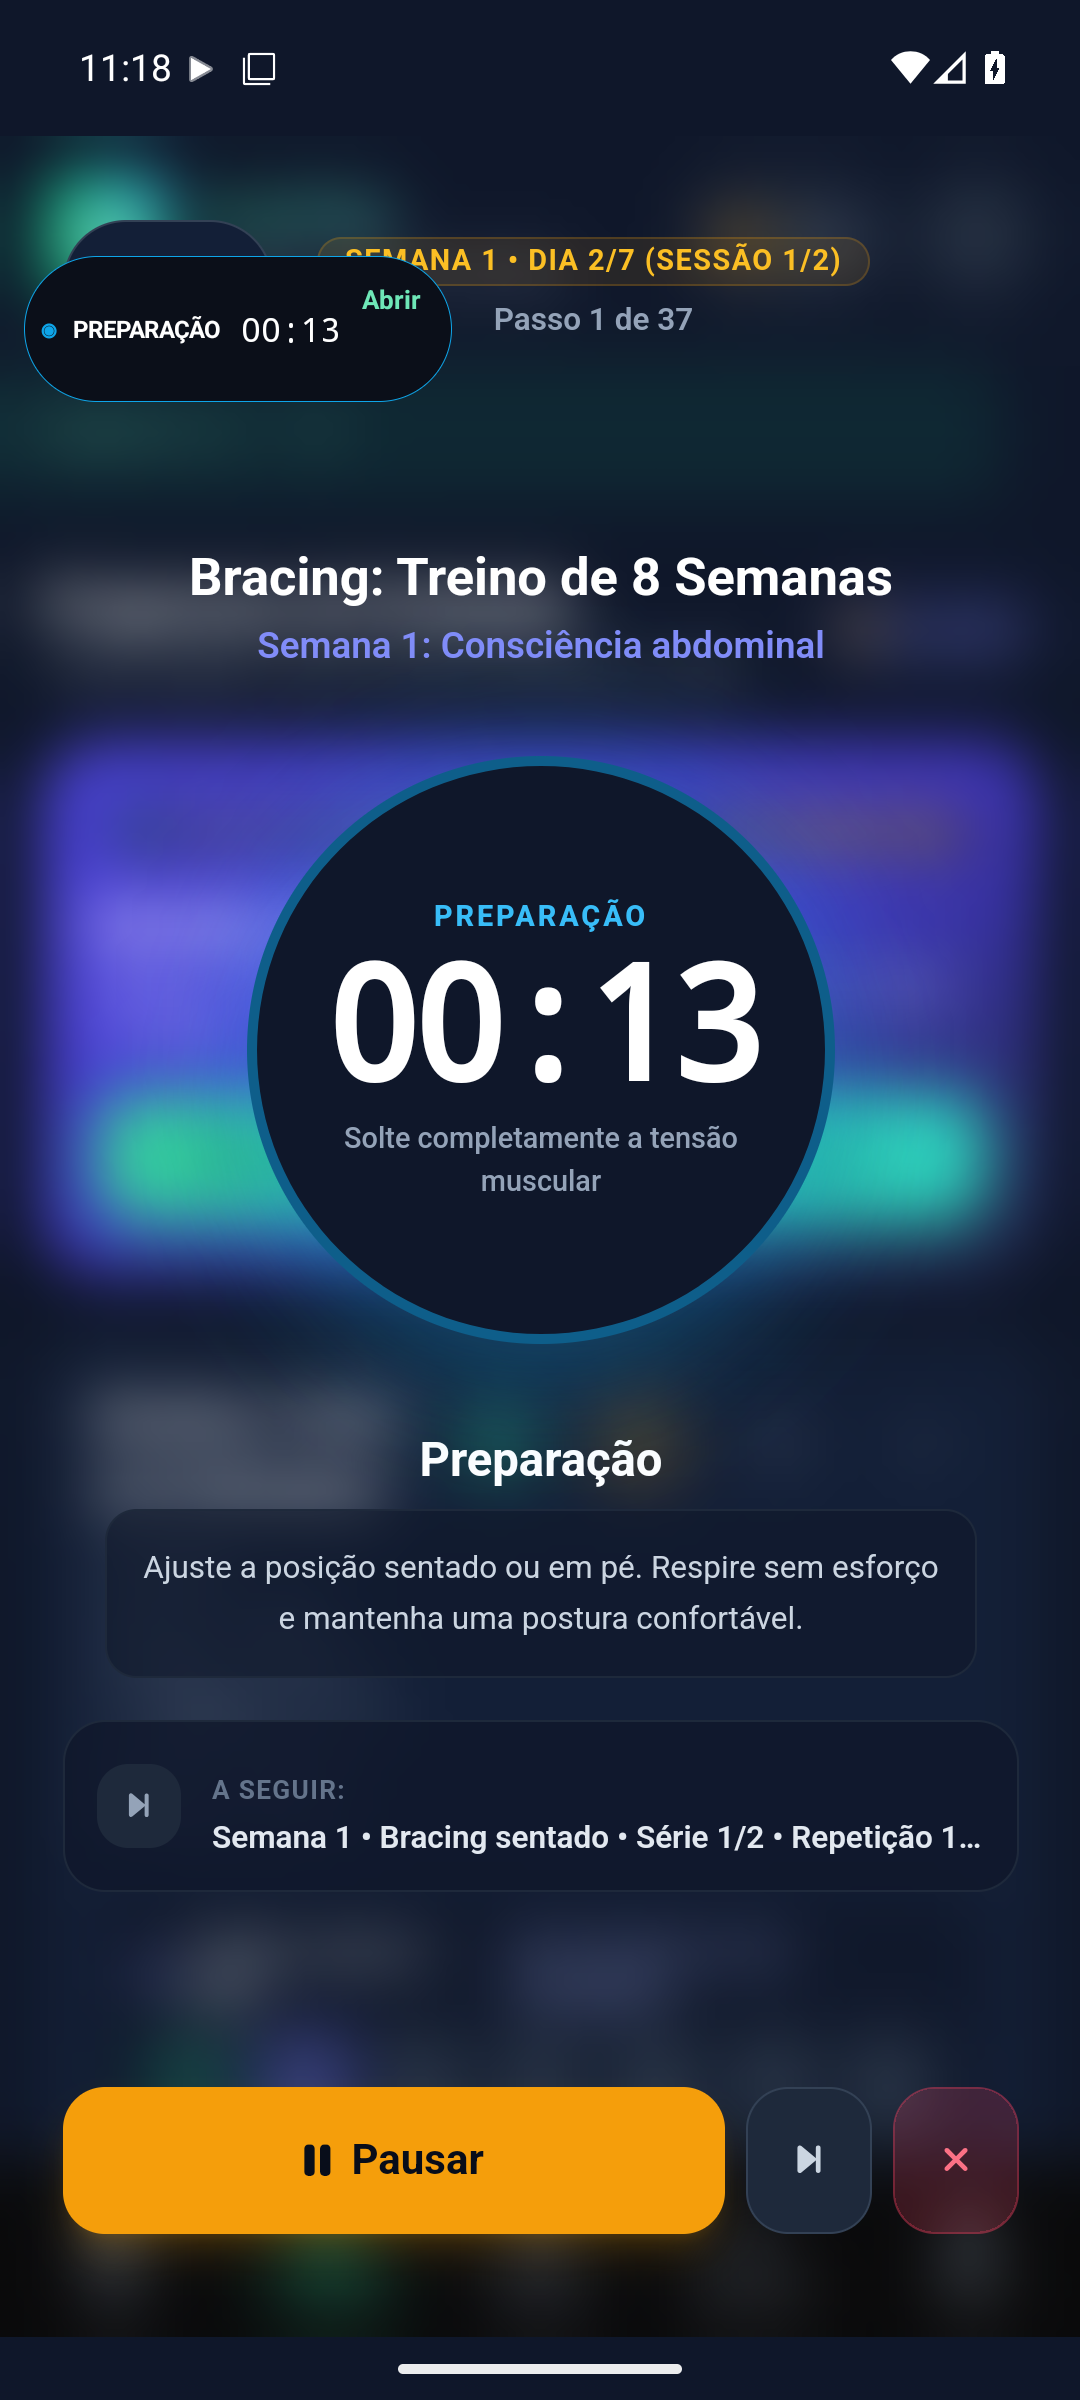 11:18
SEMANA 1 • DIA 2/7 (SESSÃO 1/2)
Abrir
PREPARAÇÃO 00:13
Passo 1 de 37
Bracing: Treino de 8 Semanas
Semana 1: Consciência abdominal
PREPARAÇÃO
00:13
Solte completamente a tensão
muscular
Preparação
Ajuste a posição sentado ou em pé. Respire sem esforço
e mantenha uma postura confortável.
A SEGUIR:
Semana 1 • Bracing sentado • Série 1/2 • Repetição 1...
Pausar